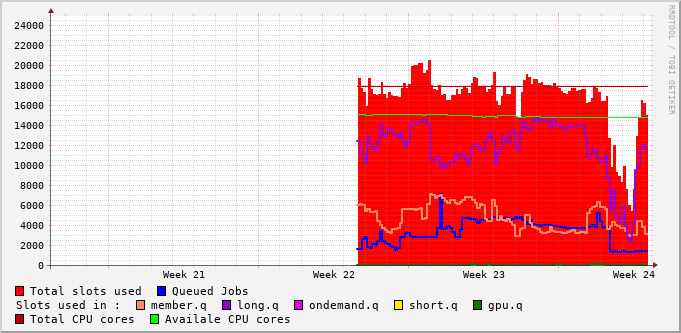 RRDTOOL / TOBI OETIKER
24000
22000
20000
18000
16000
14000
12000
10000
8000
6000
4000
2000
0
Week 21 Week 22 Week 23 Week 24
Total slots used Queued Jobs
Slots used in : member.q long.q ondemand.q short.q gpu.q
Total CPU cores Availale CPU cores